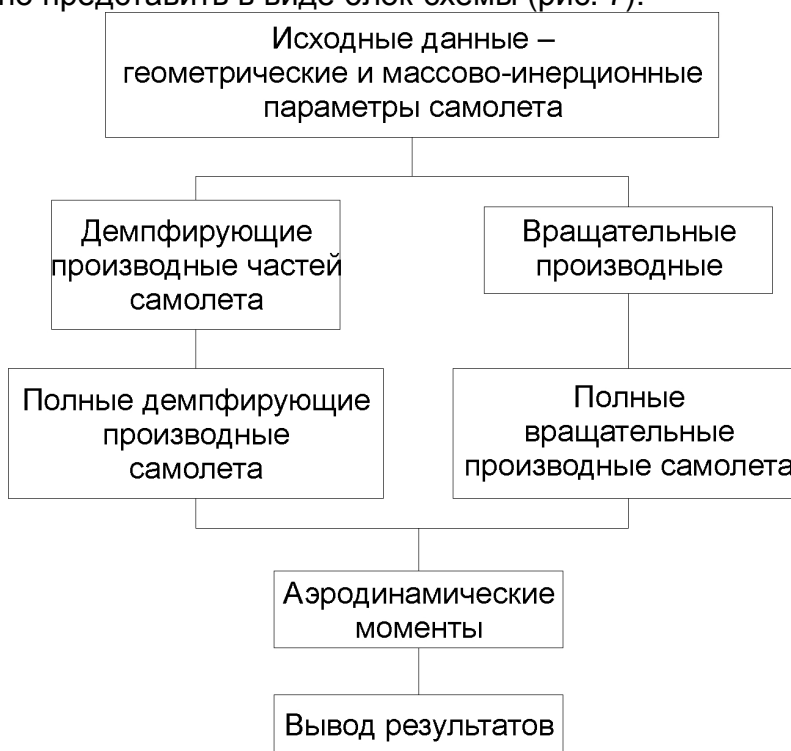 но представить в виде блок-схемы (рис. 7).
Исходные данные –
геометрические и массово-инерционные
параметры самолета
Демпфирующие
производные частей
самолета
Вращательные
производные
Полные демпфирующие
производные
самолета
Полные
вращательные
производные самолета
Аэродинамические
моменты
Вывод результатов